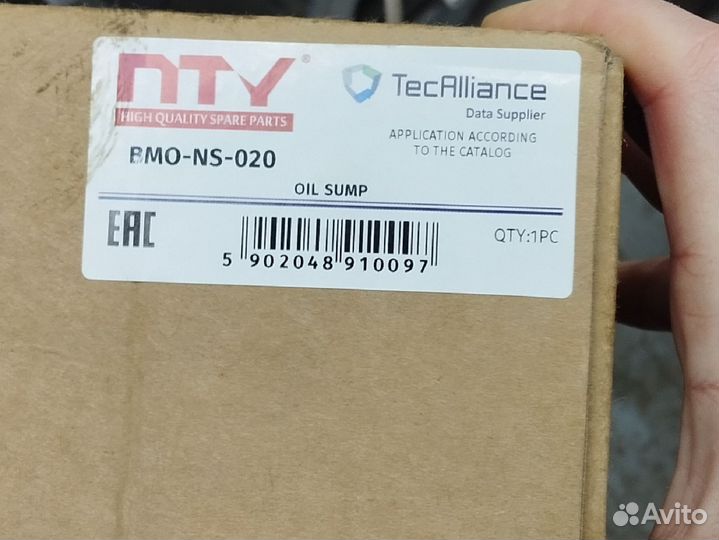 NTY®
HIGH QUALITY SPARE PARTS
TecAlliance
Data Supplier
APPLICATION ACCORDING
TO THE CATALOG
BMO-NS-020
OIL SUMP
EAC
QTY:1PC
5 902048 910097
Avito